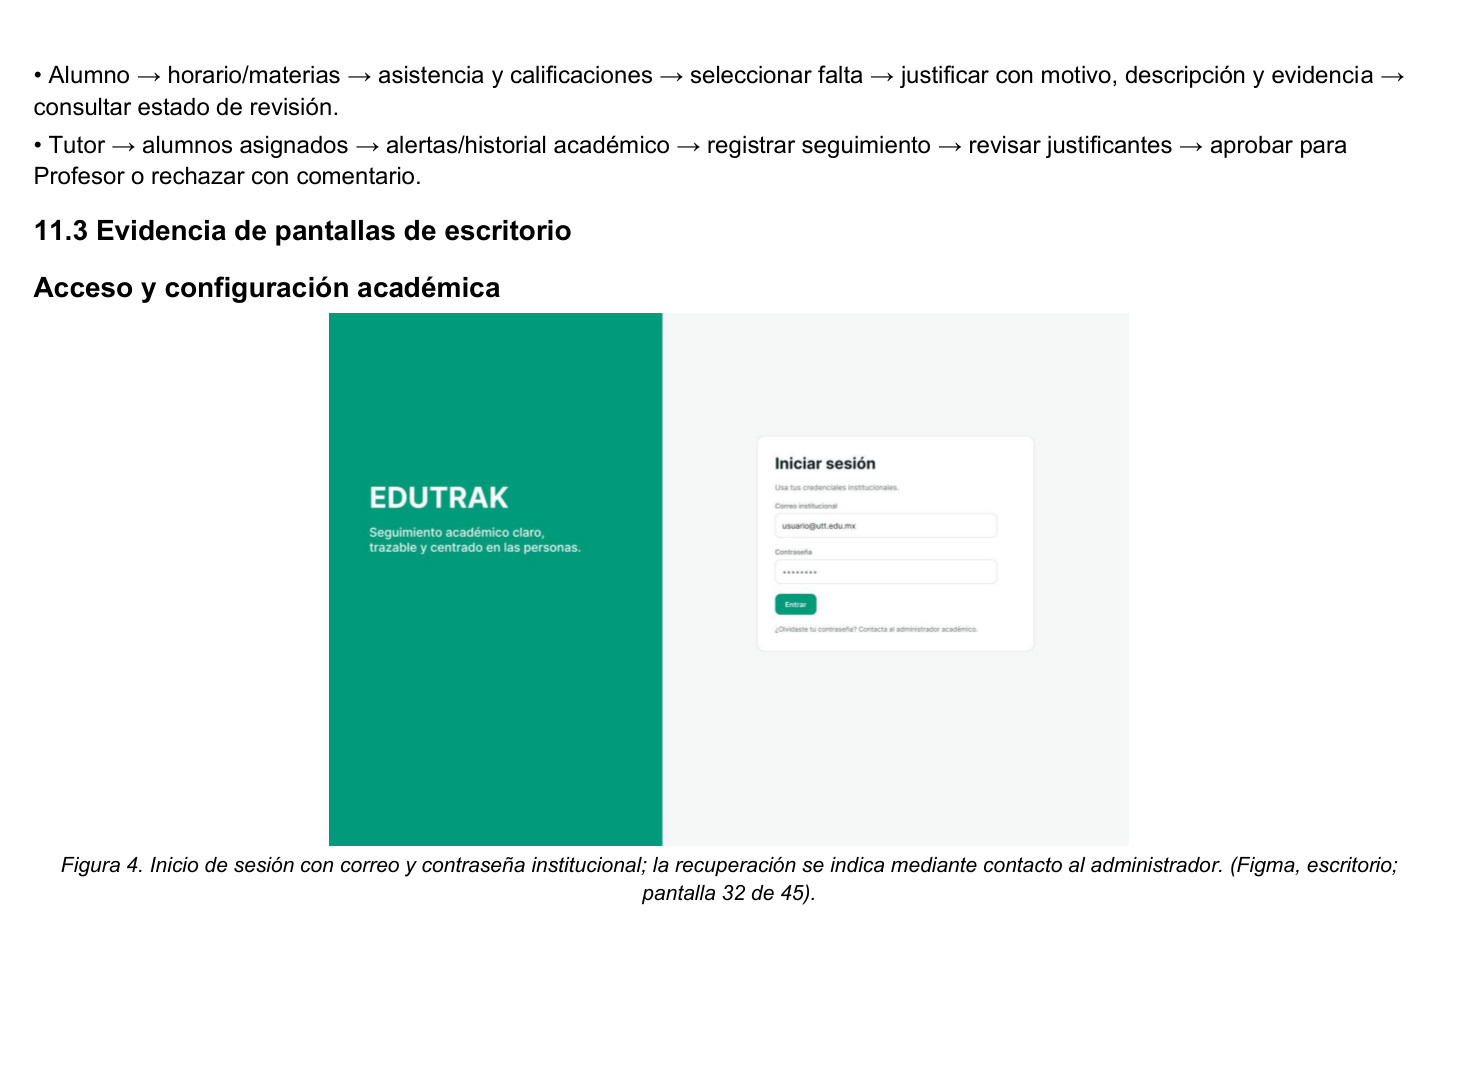 • Alumno → horario/materias → asistencia y calificaciones → seleccionar falta → justificar con motivo, descripción y evidencia →
consultar estado de revisión.
• Tutor → alumnos asignados → alertas/historial académico → registrar seguimiento → revisar justificantes → aprobar para
Profesor o rechazar con comentario.
11.3 Evidencia de pantallas de escritorio
Acceso y configuración académica
EDUTRAK
Seguimiento académico claro,
trazable y centrado en las personas.
Iniciar sesión
Usa tus credenciales institucionales.
Correo institucional
usuario@utt.edu.mx
Contraseña
••••••••
Entrar
¿Olvidaste tu contraseña? Contacta al administrador académico.
Figura 4. Inicio de sesión con correo y contraseña institucional; la recuperación se indica mediante contacto al administrador. (Figma, escritorio;
pantalla 32 de 45).